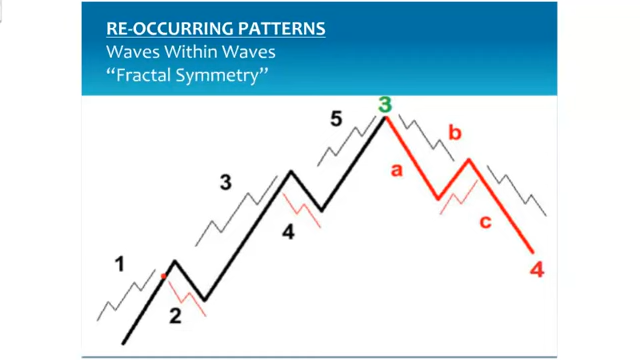 RE-OCCURRING PATTERNS
Waves Within Waves
“Fractal Symmetry”
3
5
b
a
3
4
c
1
4
2